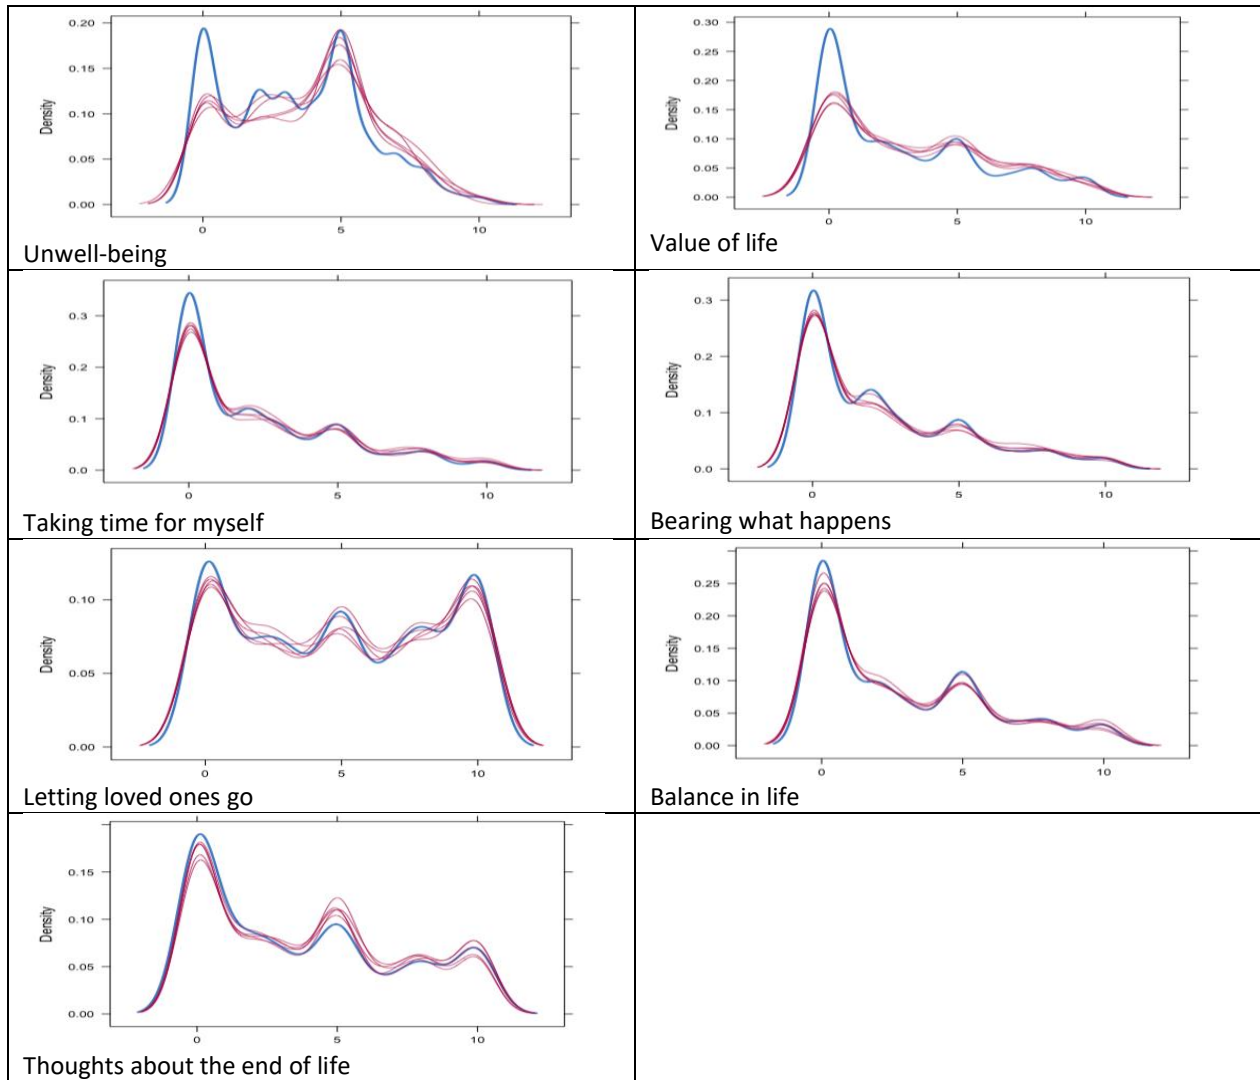 0.20
0.15
0.10
0.05
0.00
Density
0 5 10
Unwell-being
0.30
0.25
0.20
0.15
0.10
0.05
0.00
Density
0 5 10
Value of life
0.3
0.2
0.1
0.0
Density
0 5 10
Taking time for myself
0.3
0.2
0.1
0.0
Density
0 5 10
Bearing what happens
0.10
0.05
0.00
Density
0 5 10
Letting loved ones go
0.25
0.20
0.15
0.10
0.05
0.00
Density
0 5 10
Balance in life
0.15
0.10
0.05
0.00
Density
0 5 10
Thoughts about the end of life